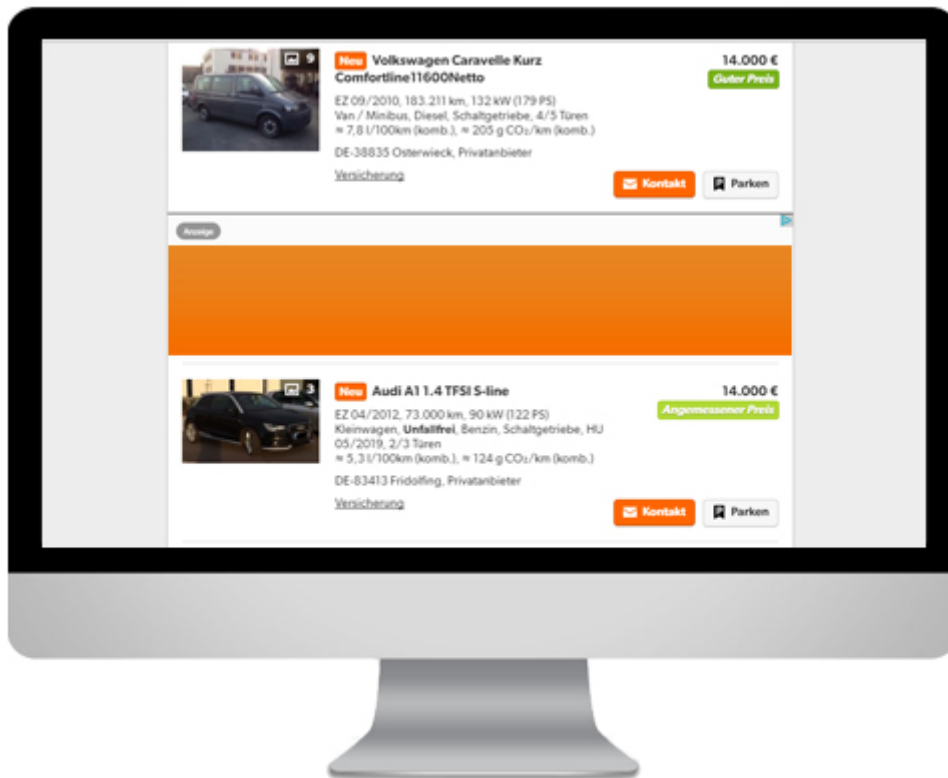 9
Neu Volkswagen Caravelle Kurz
Comfortline11600Netto
14.000 €
Guter Preis
EZ 09/2010, 183.211 km, 132 kW (179 PS)
Van / Minibus, Diesel, Schaltgetriebe, 4/5 Türen
≈ 7,8 l/100km (komb.), ≈ 205 g CO₂/km (komb.)
DE-38835 Osterwieck, Privatanbieter
Versicherung
Kontakt
Parken
Anzeige
3
Neu Audi A1 1.4 TFSI S-line
14.000 €
Angemessener Preis
EZ 04/2012, 73.000 km, 90 kW (122 PS)
Kleinwagen, Unfallfrei, Benzin, Schaltgetriebe, HU
05/2019, 2/3 Türen
≈ 5,3 l/100km (komb.), ≈ 124 g CO₂/km (komb.)
DE-83413 Fridolfing, Privatanbieter
Versicherung
Kontakt
Parken